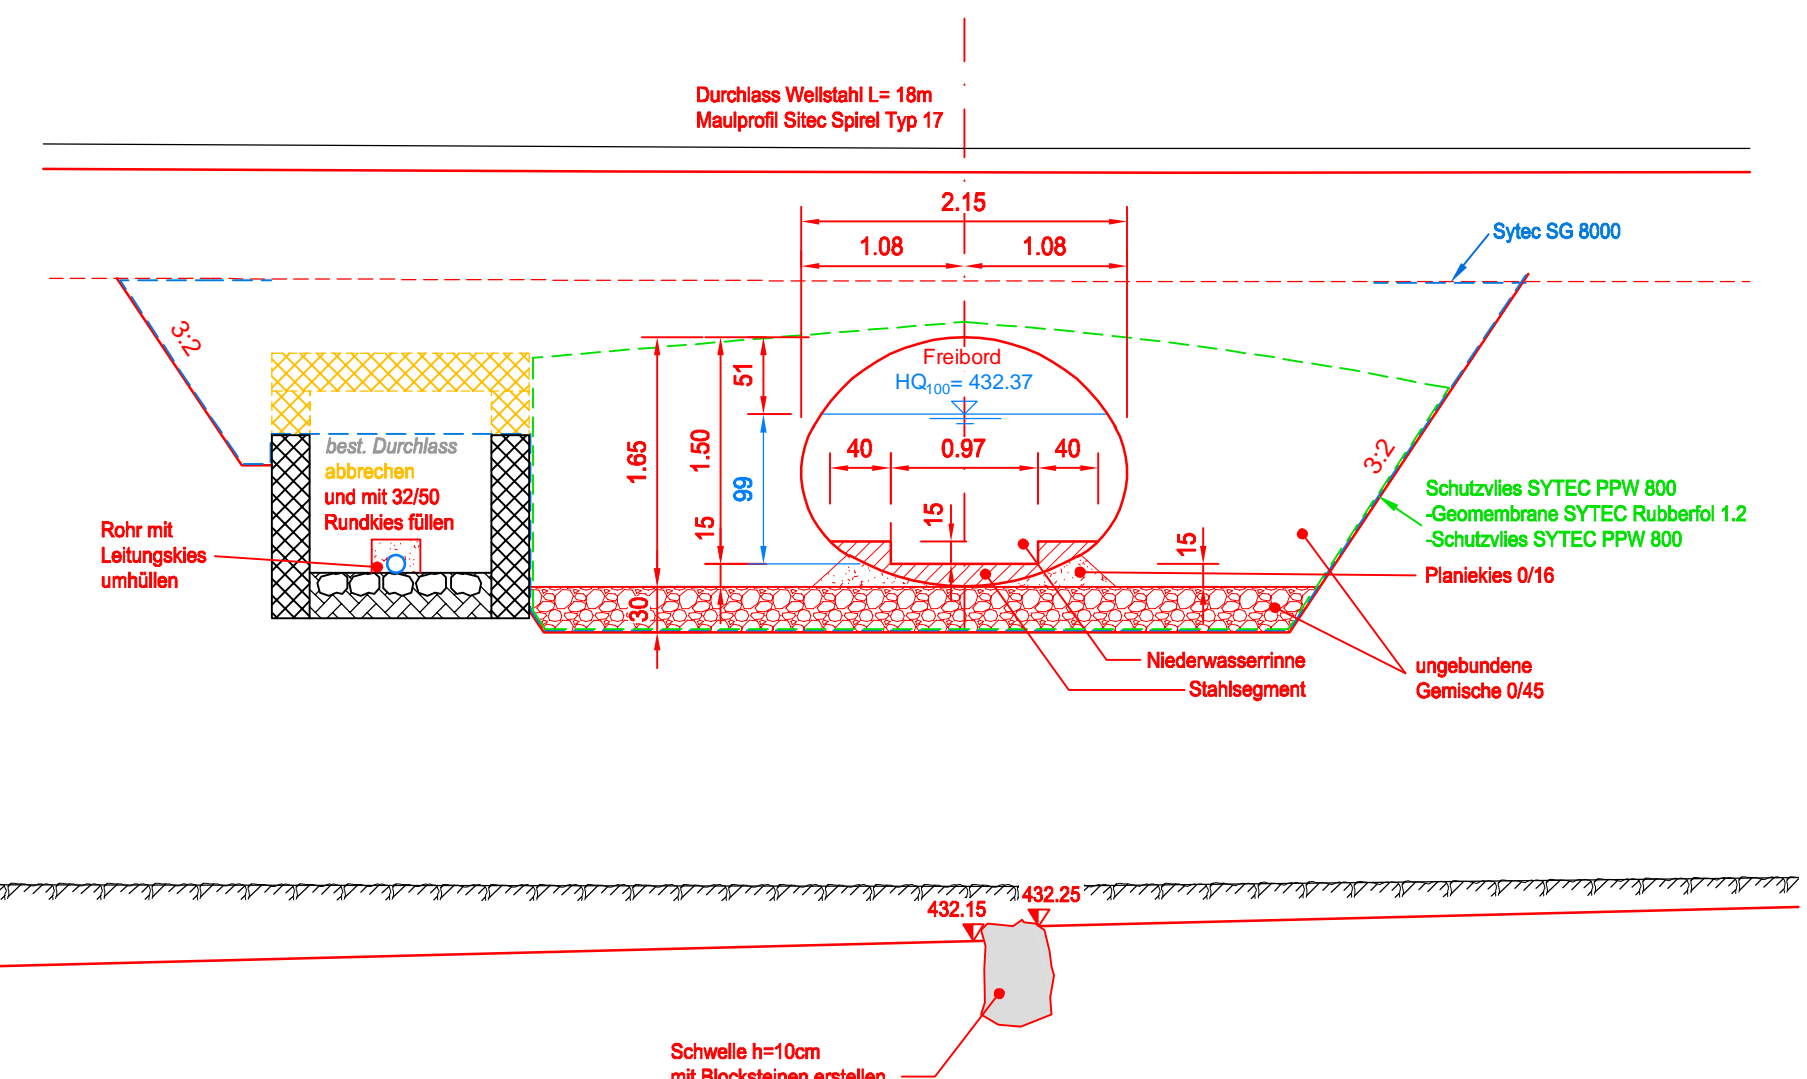 Durchlass Wellstahl L= 18m
Maulprofil Sitec Spirel Typ 17
2.15
1.08
1.08
Sytec SG 8000
3:2
Freibord
HQ100= 432.37
51
1.65
1.50
99
40
0.97
40
15
15
15
30
best. Durchlass
abbrechen
und mit 32/50
Rundkies füllen
Rohr mit
Leitungskies
umhüllen
3:2
Schutzvlies SYTEC PPW 800
-Geomembrane SYTEC Rubberfol 1.2
-Schutzvlies SYTEC PPW 800
Planiekies 0/16
Niederwasserrinne
Stahlsegment
ungebundene
Gemische 0/45
432.15
432.25
Schwelle h=10cm
mit Blocksteinen erstellen